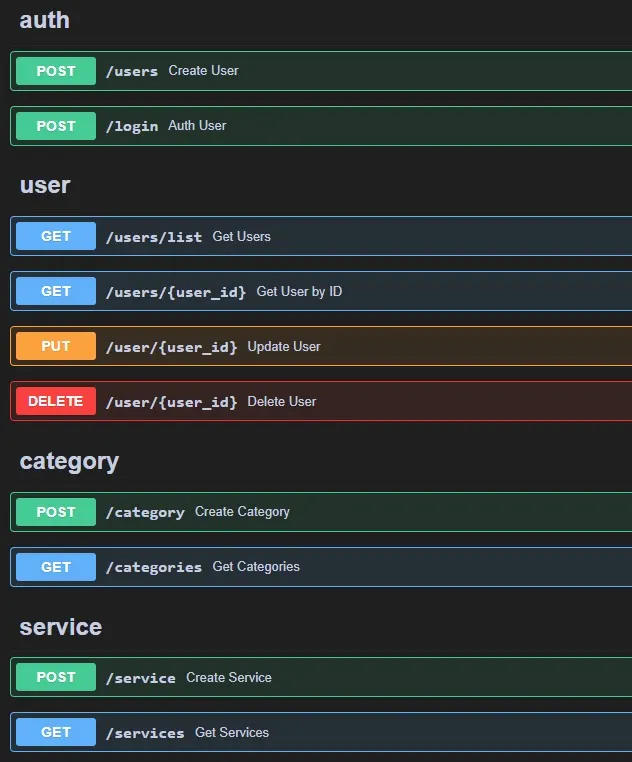 auth
POST /users Create User
POST /login Auth User
user
GET /users/list Get Users
GET /users/{user_id} Get User by ID
PUT /user/{user_id} Update User
DELETE /user/{user_id} Delete User
category
POST /category Create Category
GET /categories Get Categories
service
POST /service Create Service
GET /services Get Services